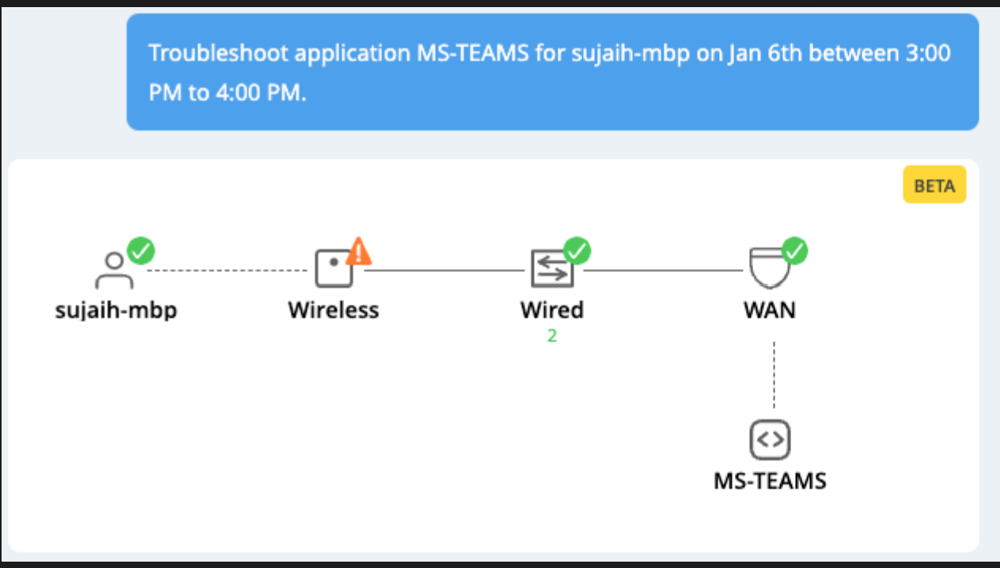 Troubleshoot application MS-TEAMS for sujaih-mbp on Jan 6th between 3:00
PM to 4:00 PM.
BETA
sujaih-mbp
Wireless
Wired
WAN
2
MS-TEAMS